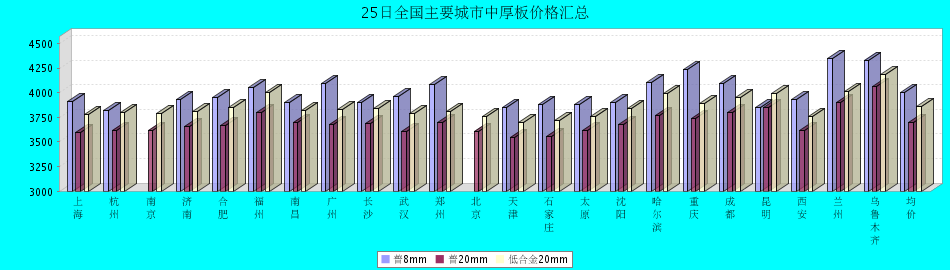 25日全国主要城市中厚板价格汇总
4500
4250
4000
3750
3500
3250
3000
上海
杭州
南京
济南
合肥
福州
南昌
广州
长沙
武汉
郑州
北京
天津
石家庄
太原
沈阳
哈尔滨
重庆
成都
昆明
西安
兰州
乌鲁木齐
均价
普8mm 普20mm 低合金20mm